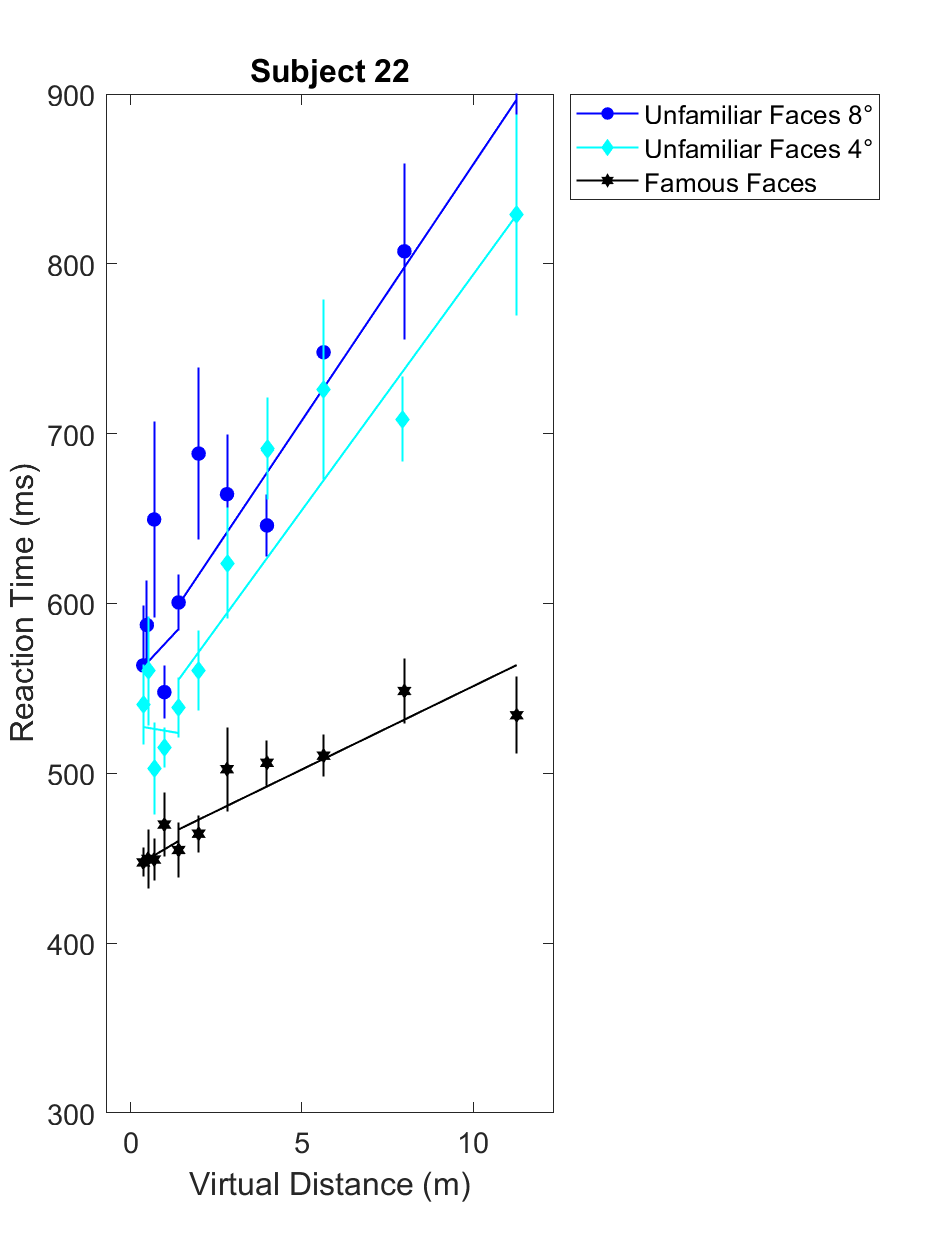 Subject 22
900
800
700
600
500
400
300
0
5
10
Reaction Time (ms)
Virtual Distance (m)
Unfamiliar Faces 8°
Unfamiliar Faces 4°
Famous Faces